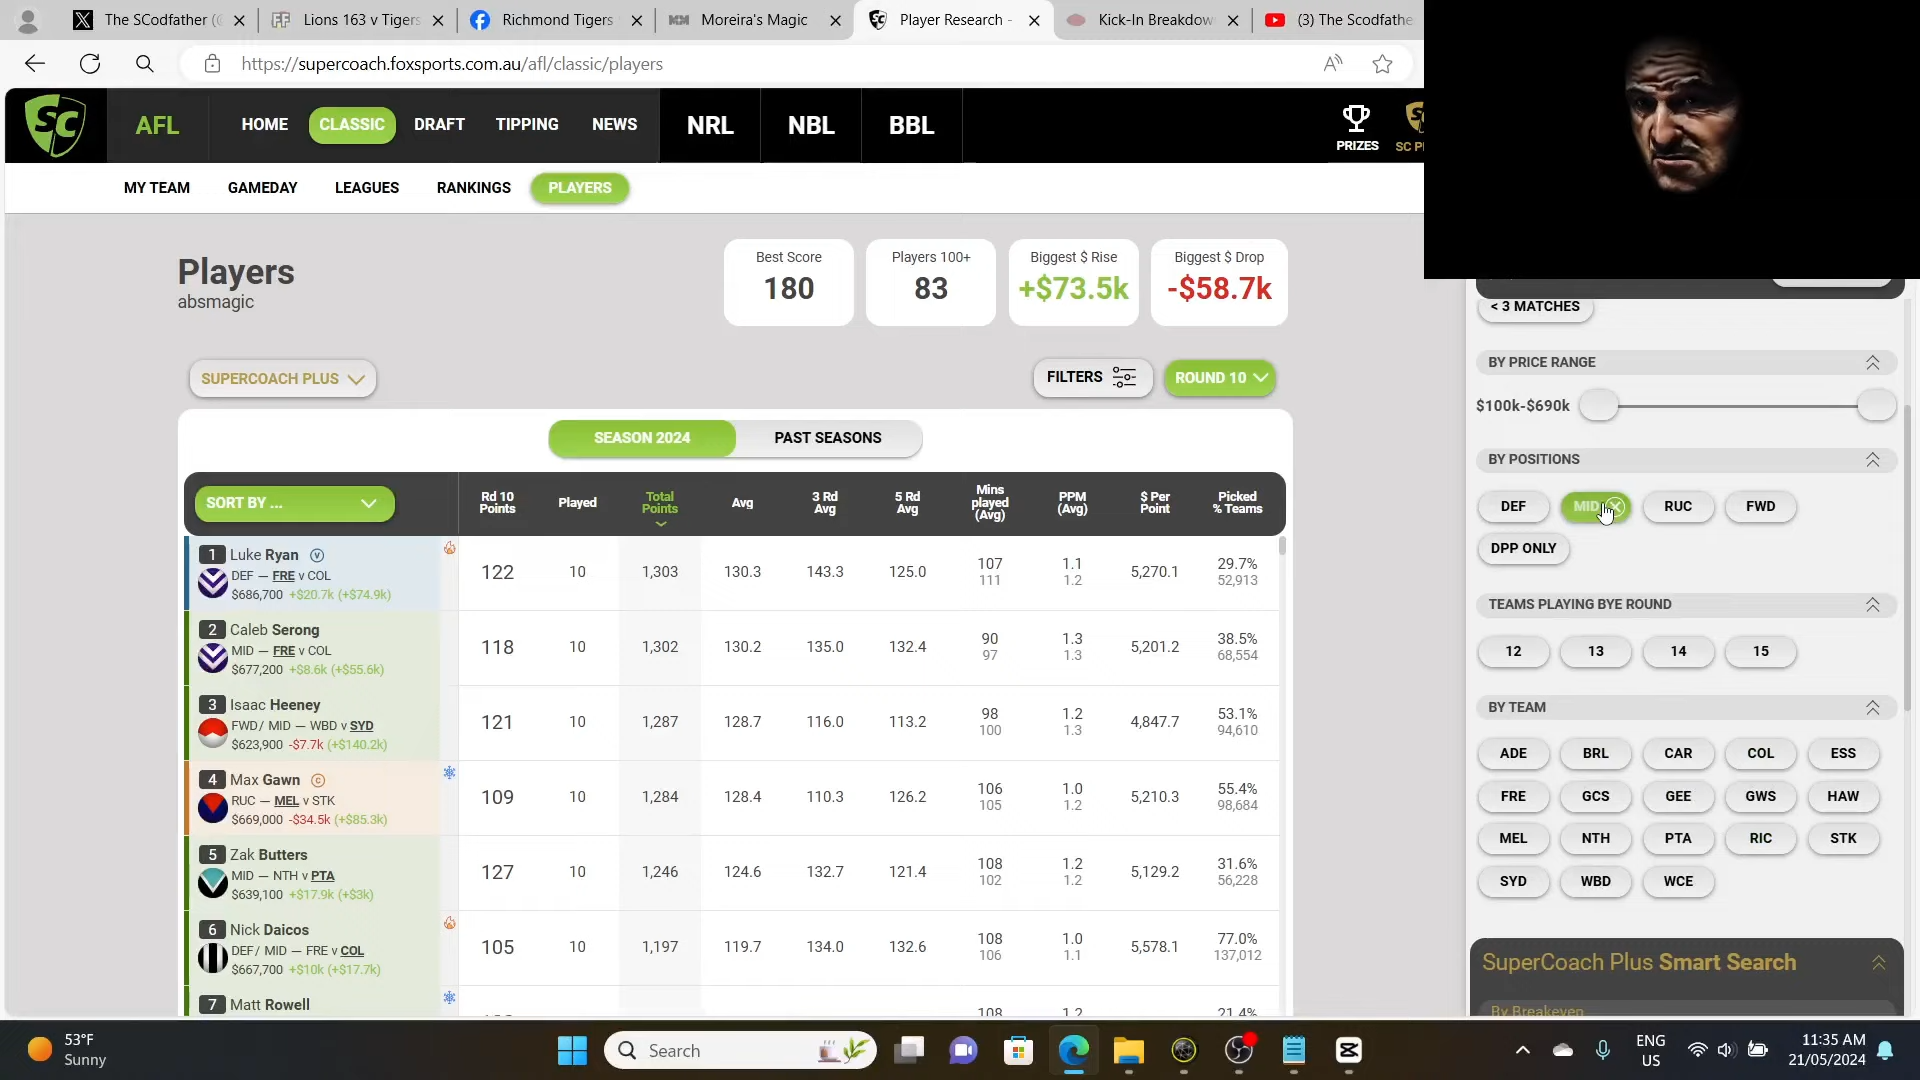 The SCodfather (
Lions 163 v Tigers
Richmond Tigers
Moreira's Magic
Player Research -
Kick-In Breakdow
(3) The Scodfathe
https://supercoach.foxsports.com.au/afl/classic/players
SC
AFL
HOME
CLASSIC
DRAFT
TIPPING
NEWS
NRL
NBL
BBL
PRIZES
MY TEAM
GAMEDAY
LEAGUES
RANKINGS
PLAYERS
Players
absmagic
Best Score
180
Players 100+
83
Biggest $ Rise
+$73.5k
Biggest $ Drop
-$58.7k
SUPERCOACH PLUS
FILTERS
ROUND 10
SEASON 2024
PAST SEASONS
SORT BY ...
Rd 10 Points
Played
Total Points
Avg
3 Rd Avg
5 Rd Avg
Mins played (Avg)
PPM (Avg)
$ Per Point
Picked % Teams
1 Luke Ryan V
DEF — FRE v COL
$686,700 +$20.7k (+$74.9k)
122 10 1,303 130.3 143.3 125.0 107 1.1 5,270.1 29.7%
111 1.2 52,913
2 Caleb Serong
MID — FRE v COL
$677,200 +$8.6k (+$55.6k)
118 10 1,302 130.2 135.0 132.4 90 1.3 5,201.2 38.5%
97 1.3 68,554
3 Isaac Heeney
FWD/ MID — WBD v SYD
$623,900 -$7.7k (+$140.2k)
121 10 1,287 128.7 116.0 113.2 98 1.2 4,847.7 53.1%
100 1.3 94,610
4 Max Gawn C
RUC — MEL v STK
$669,000 -$34.5k (+$85.3k)
109 10 1,284 128.4 110.3 126.2 106 1.0 5,210.3 55.4%
105 1.2 98,684
5 Zak Butters
MID — NTH v PTA
$639,100 +$17.9k (+$3k)
127 10 1,246 124.6 132.7 121.4 108 1.2 5,129.2 31.6%
102 1.2 56,228
6 Nick Daicos
DEF/ MID — FRE v COL
$667,700 +$10k (+$17.7k)
105 10 1,197 119.7 134.0 132.6 108 1.0 5,578.1 77.0%
106 1.1 137,012
7 Matt Rowell
108 1.2 21.4%
< 3 MATCHES
BY PRICE RANGE
$100k-$690k
BY POSITIONS
DEF
MID
RUC
FWD
DPP ONLY
TEAMS PLAYING BYE ROUND
12 13 14 15
BY TEAM
ADE BRL CAR COL ESS
FRE GCS GEE GWS HAW
MEL NTH PTA RIC STK
SYD WBD WCE
SuperCoach Plus Smart Search
By Breakeven
53°F
Sunny
Search
ENG
US
11:35 AM
21/05/2024